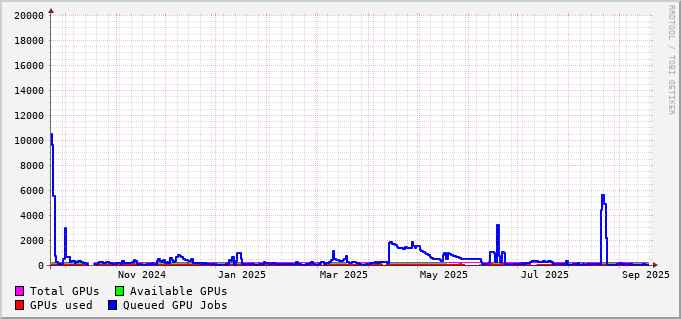 RRDTOOL / TOBI OETIKER
20000
18000
16000
14000
12000
10000
8000
6000
4000
2000
0
Nov 2024 Jan 2025 Mar 2025 May 2025 Jul 2025 Sep 2025
Total GPUs Available GPUs
GPUs used Queued GPU Jobs